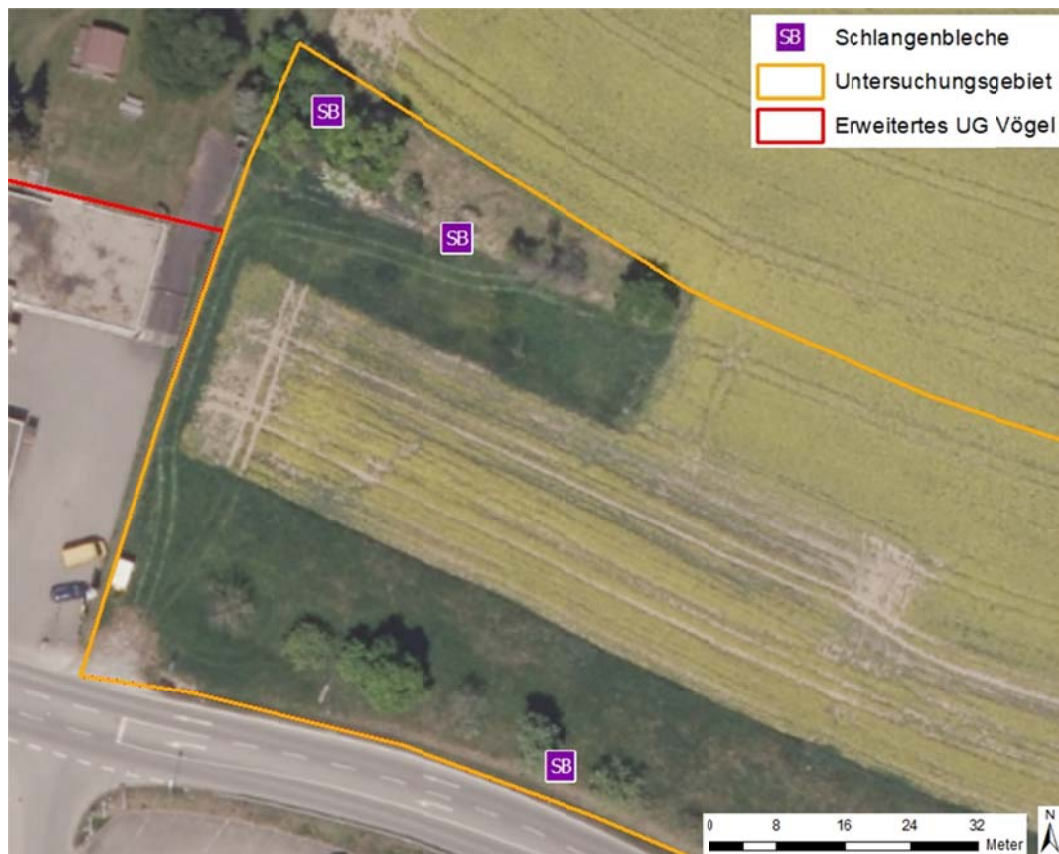 SB Schlangenbleche
Untersuchungsgebiet
Erweitertes UG Vögel
SB
SB
SB
0 8 16 24 32
Meter
N